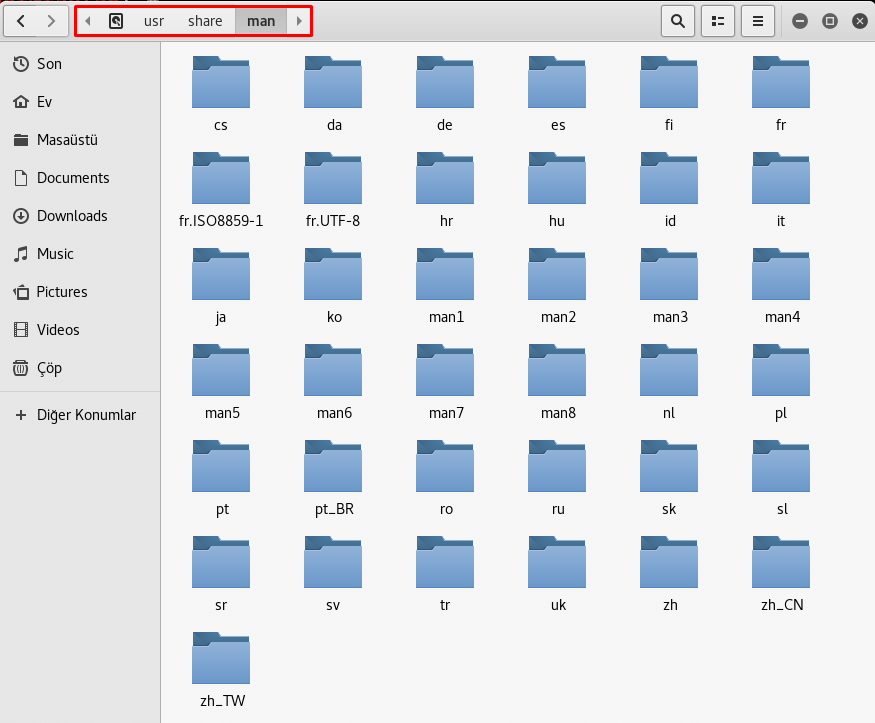 usr share man
Son
Ev
Masaüstü
Documents
Downloads
Music
Pictures
Videos
Çöp
Diğer Konumlar
cs da de es fi fr
fr.ISO8859-1 fr.UTF-8 hr hu id it
ja ko man1 man2 man3 man4
man5 man6 man7 man8 nl pl
pt pt_BR ro ru sk sl
sr sv tr uk zh zh_CN
zh_TW